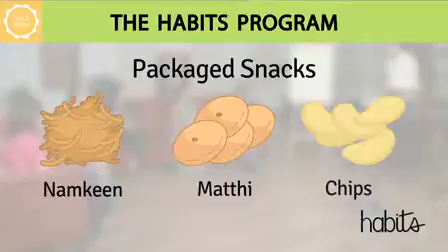 THE HABITS PROGRAM
Packaged Snacks
Namkeen
Matthi
Chips
habits